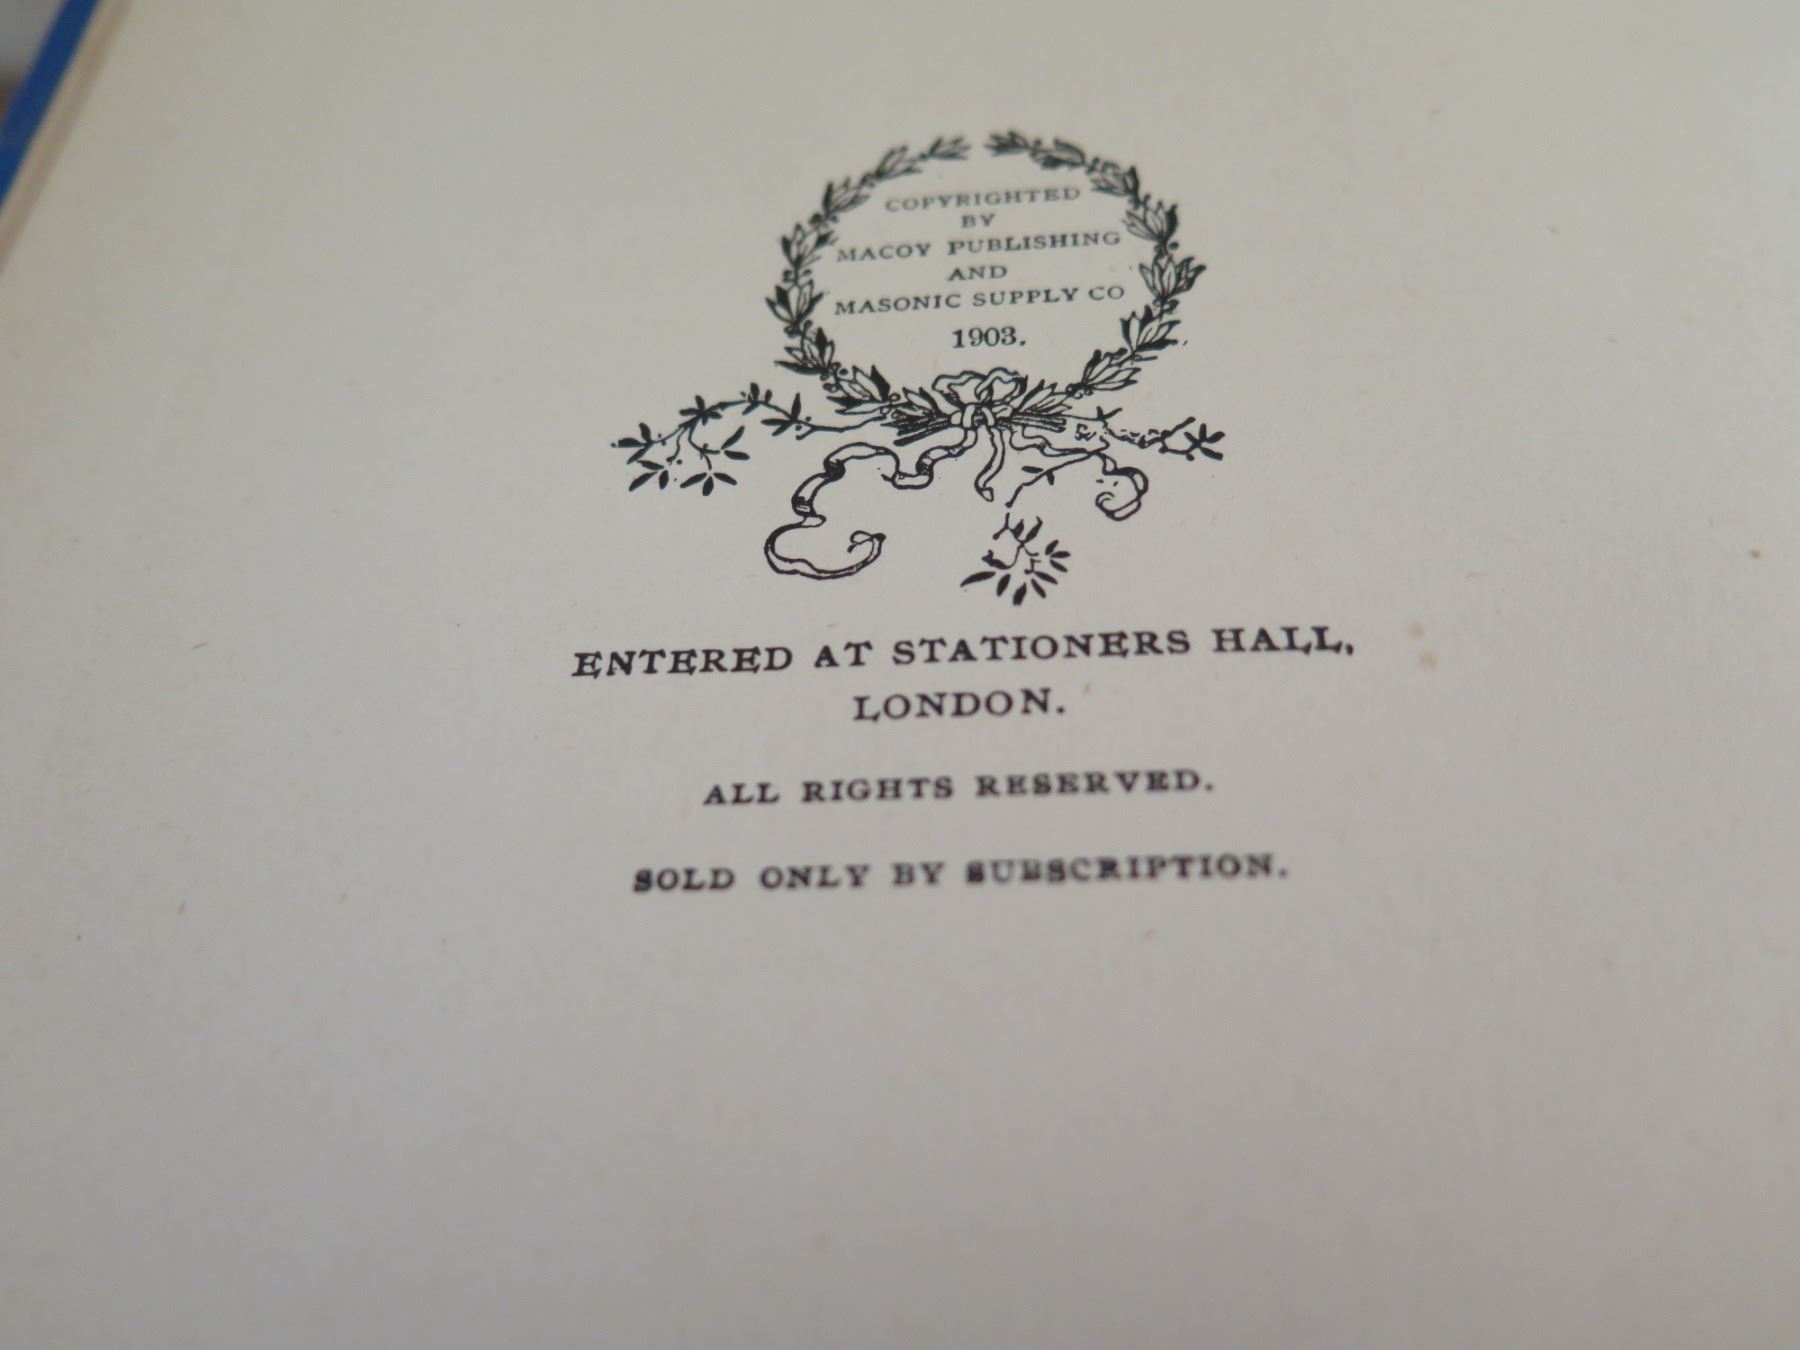 COPYRIGHTED
BY
MACOY PUBLISHING
AND
MASONIC SUPPLY CO
1903.
ENTERED AT STATIONERS HALL,
LONDON.
ALL RIGHTS RESERVED.
SOLD ONLY BY SUBSCRIPTION.